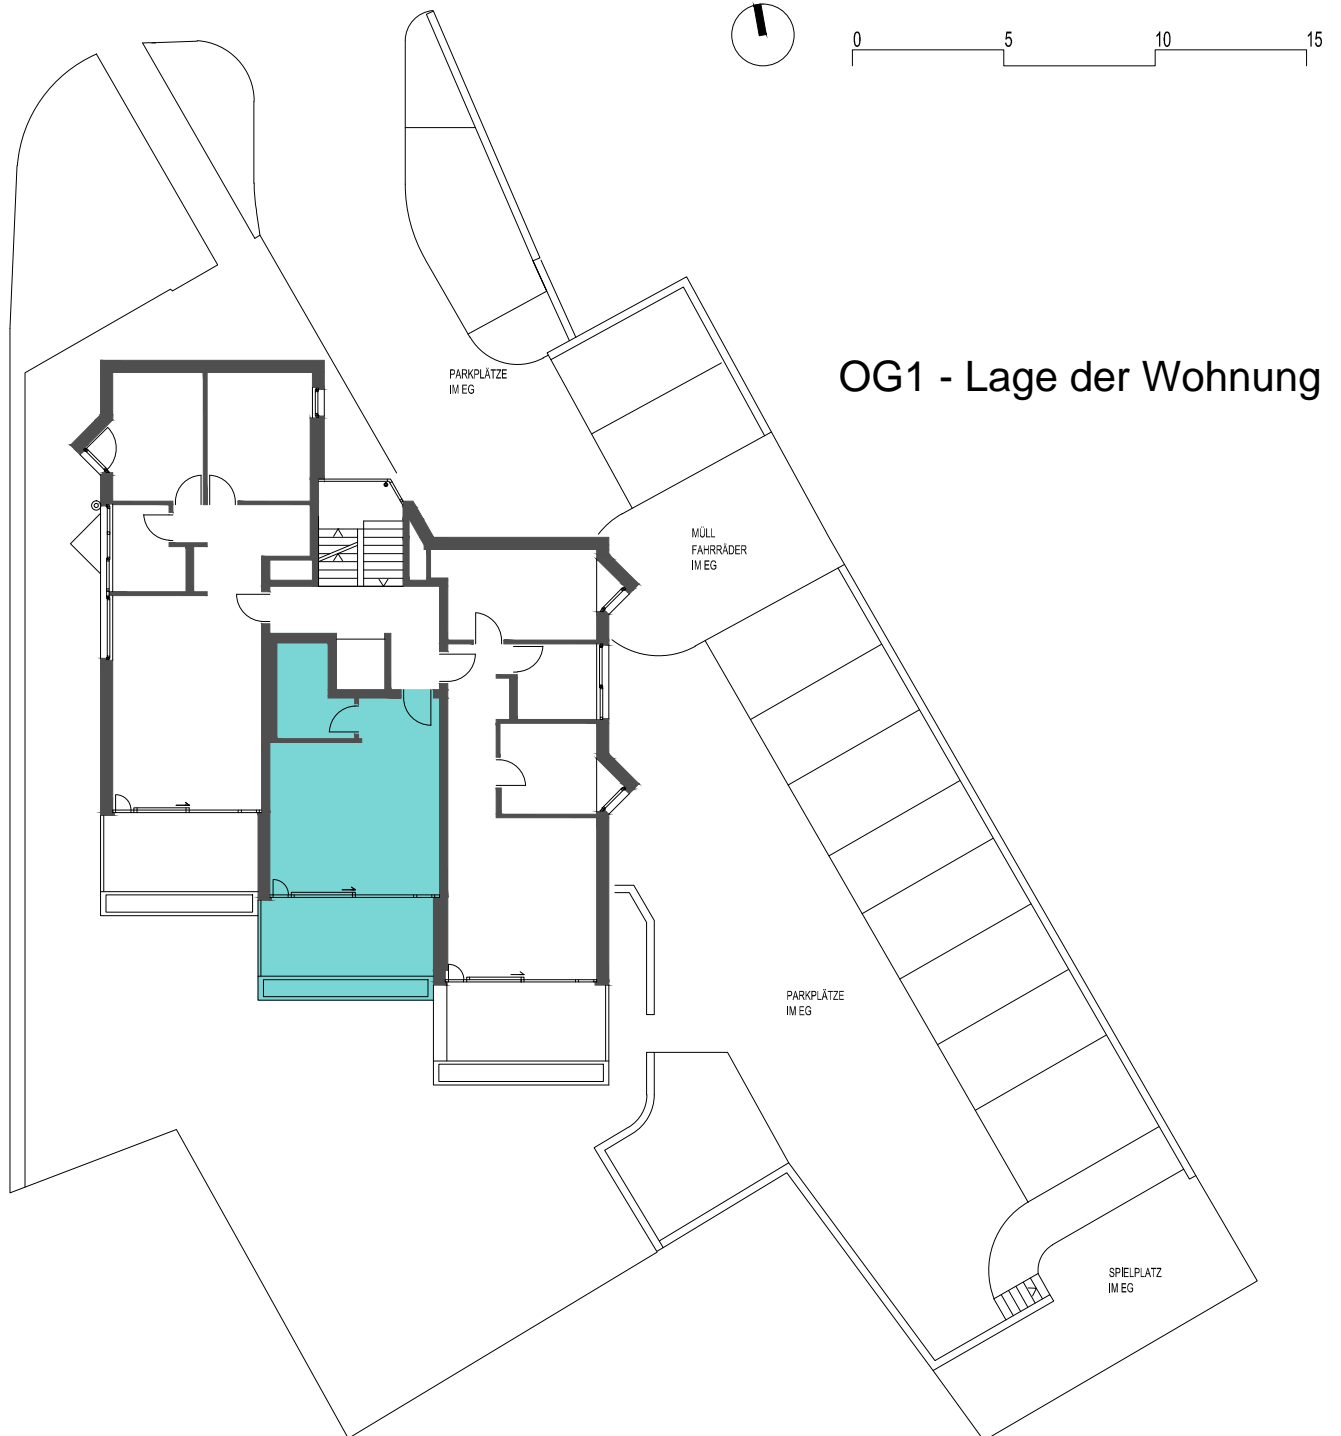 0 5 10 15
OG1 - Lage der Wohnung
PARKPLÄTZE
IM EG
MÜLL
FAHRRÄDER
IM EG
PARKPLÄTZE
IM EG
SPIELPLATZ
IM EG